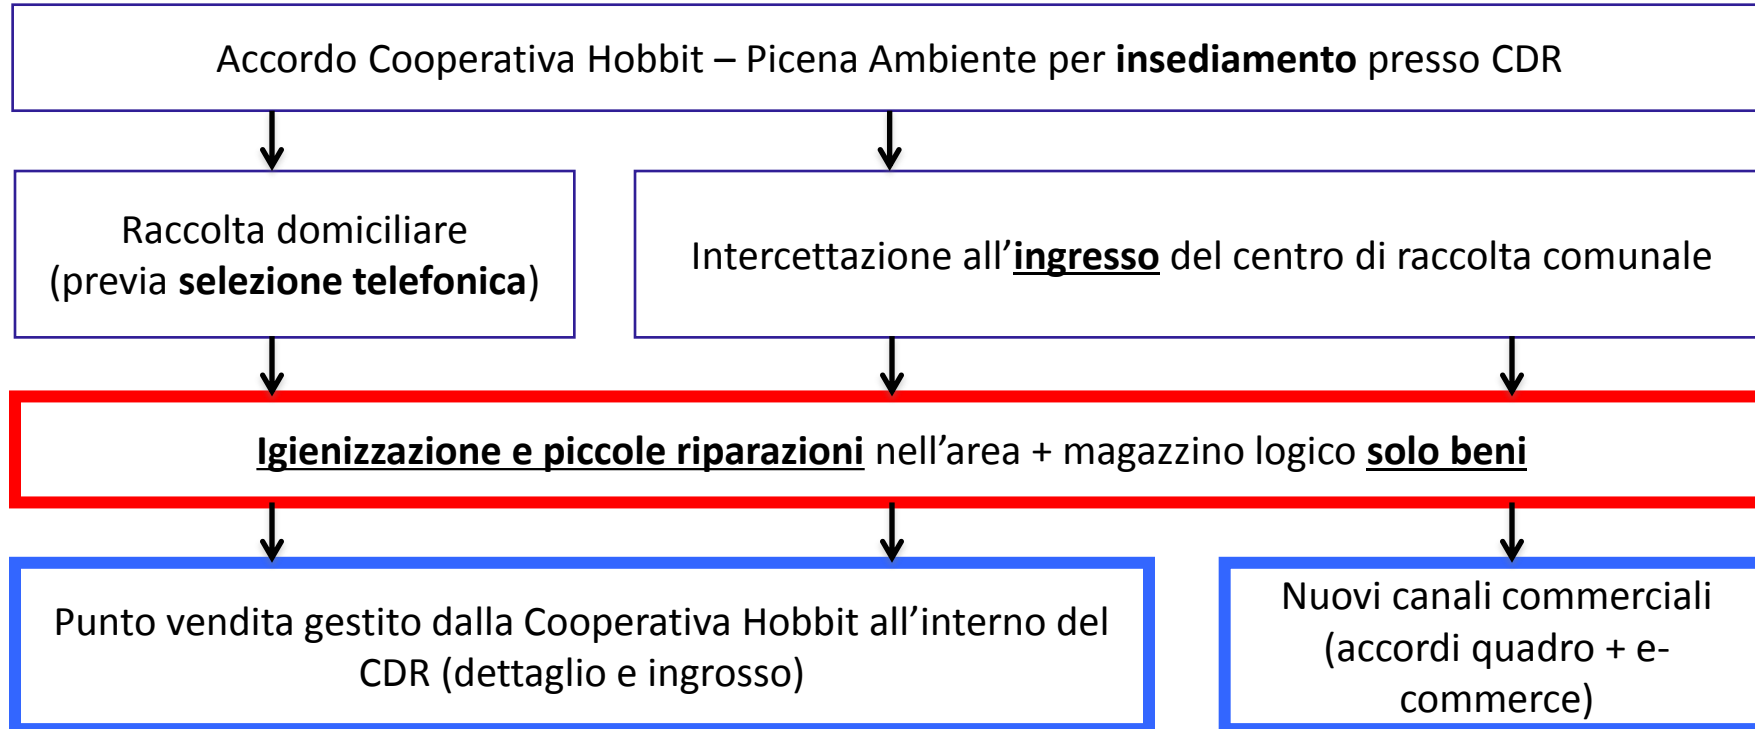 Accordo Cooperativa Hobbit – Picena Ambiente per insediamento presso CDR
Raccolta domiciliare
(previa selezione telefonica)
Intercettazione all’ingresso del centro di raccolta comunale
Igienizzazione e piccole riparazioni nell’area + magazzino logico solo beni
Punto vendita gestito dalla Cooperativa Hobbit all’interno del
CDR (dettaglio e ingrosso)
Nuovi canali commerciali
(accordi quadro + e-
commerce)